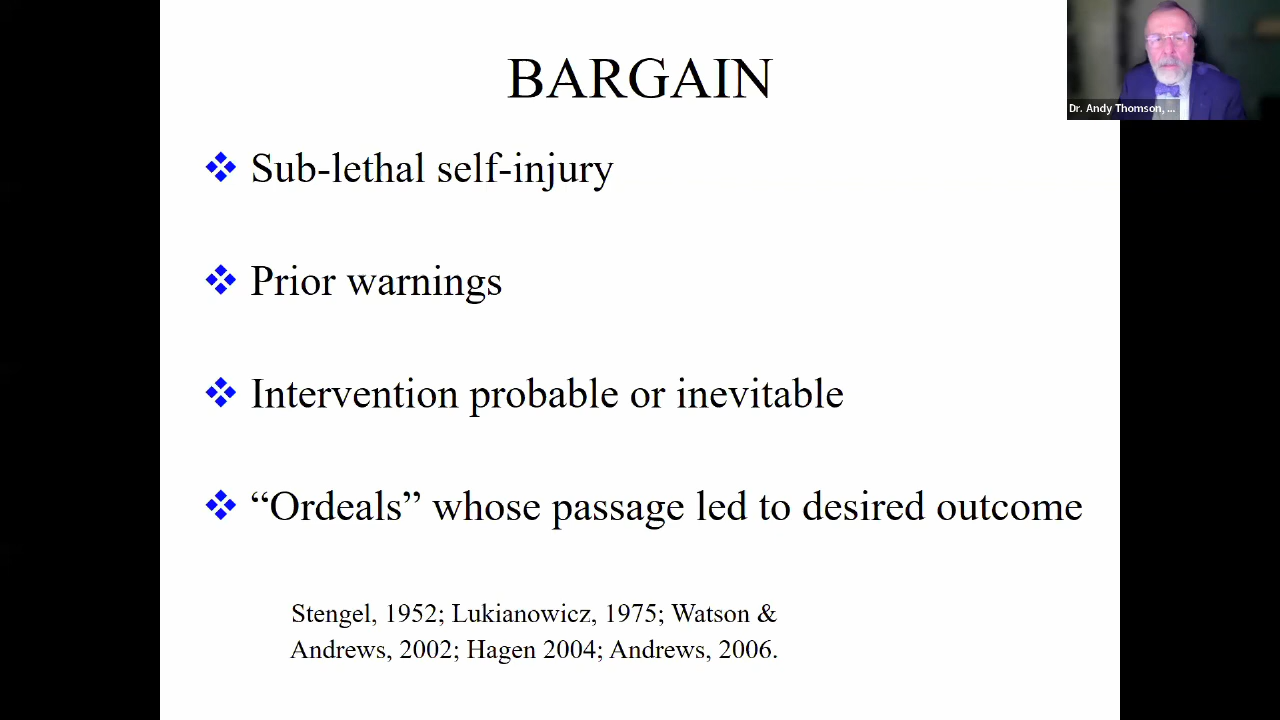 BARGAIN
Dr. Andy Thomson, ...
Sub-lethal self-injury
Prior warnings
Intervention probable or inevitable
“Ordeals” whose passage led to desired outcome
Stengel, 1952; Lukianowicz, 1975; Watson &
Andrews, 2002; Hagen 2004; Andrews, 2006.